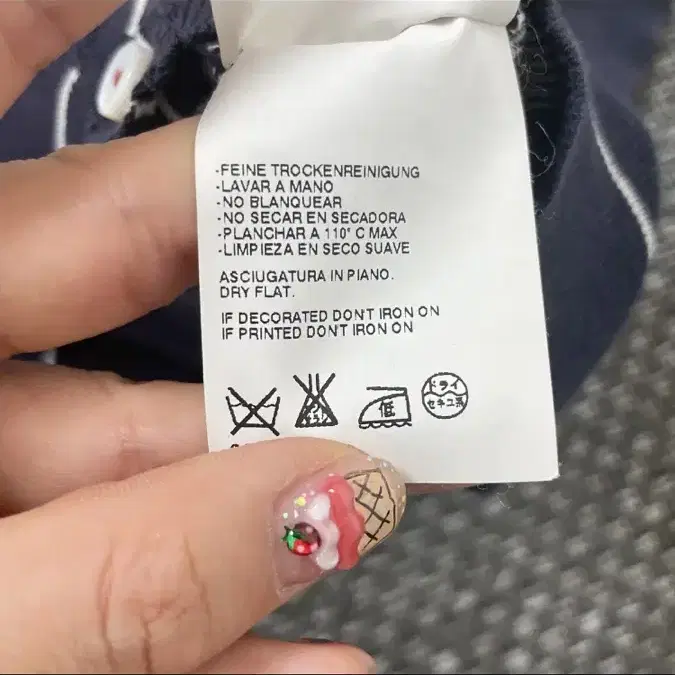 -FEINE TROCKENREINIGUNG
-LAVAR A MANO
-NO BLANQUEAR
-NO SECAR EN SECADORA
-PLANCHAR A 110° C MAX
-LIMPIEZA EN SECO SUAVE
ASCIUGATURA IN PIANO.
DRY FLAT.
IF DECORATED DON'T IRON ON
IF PRINTED DON'T IRON ON
低
ドライ
セキユ系